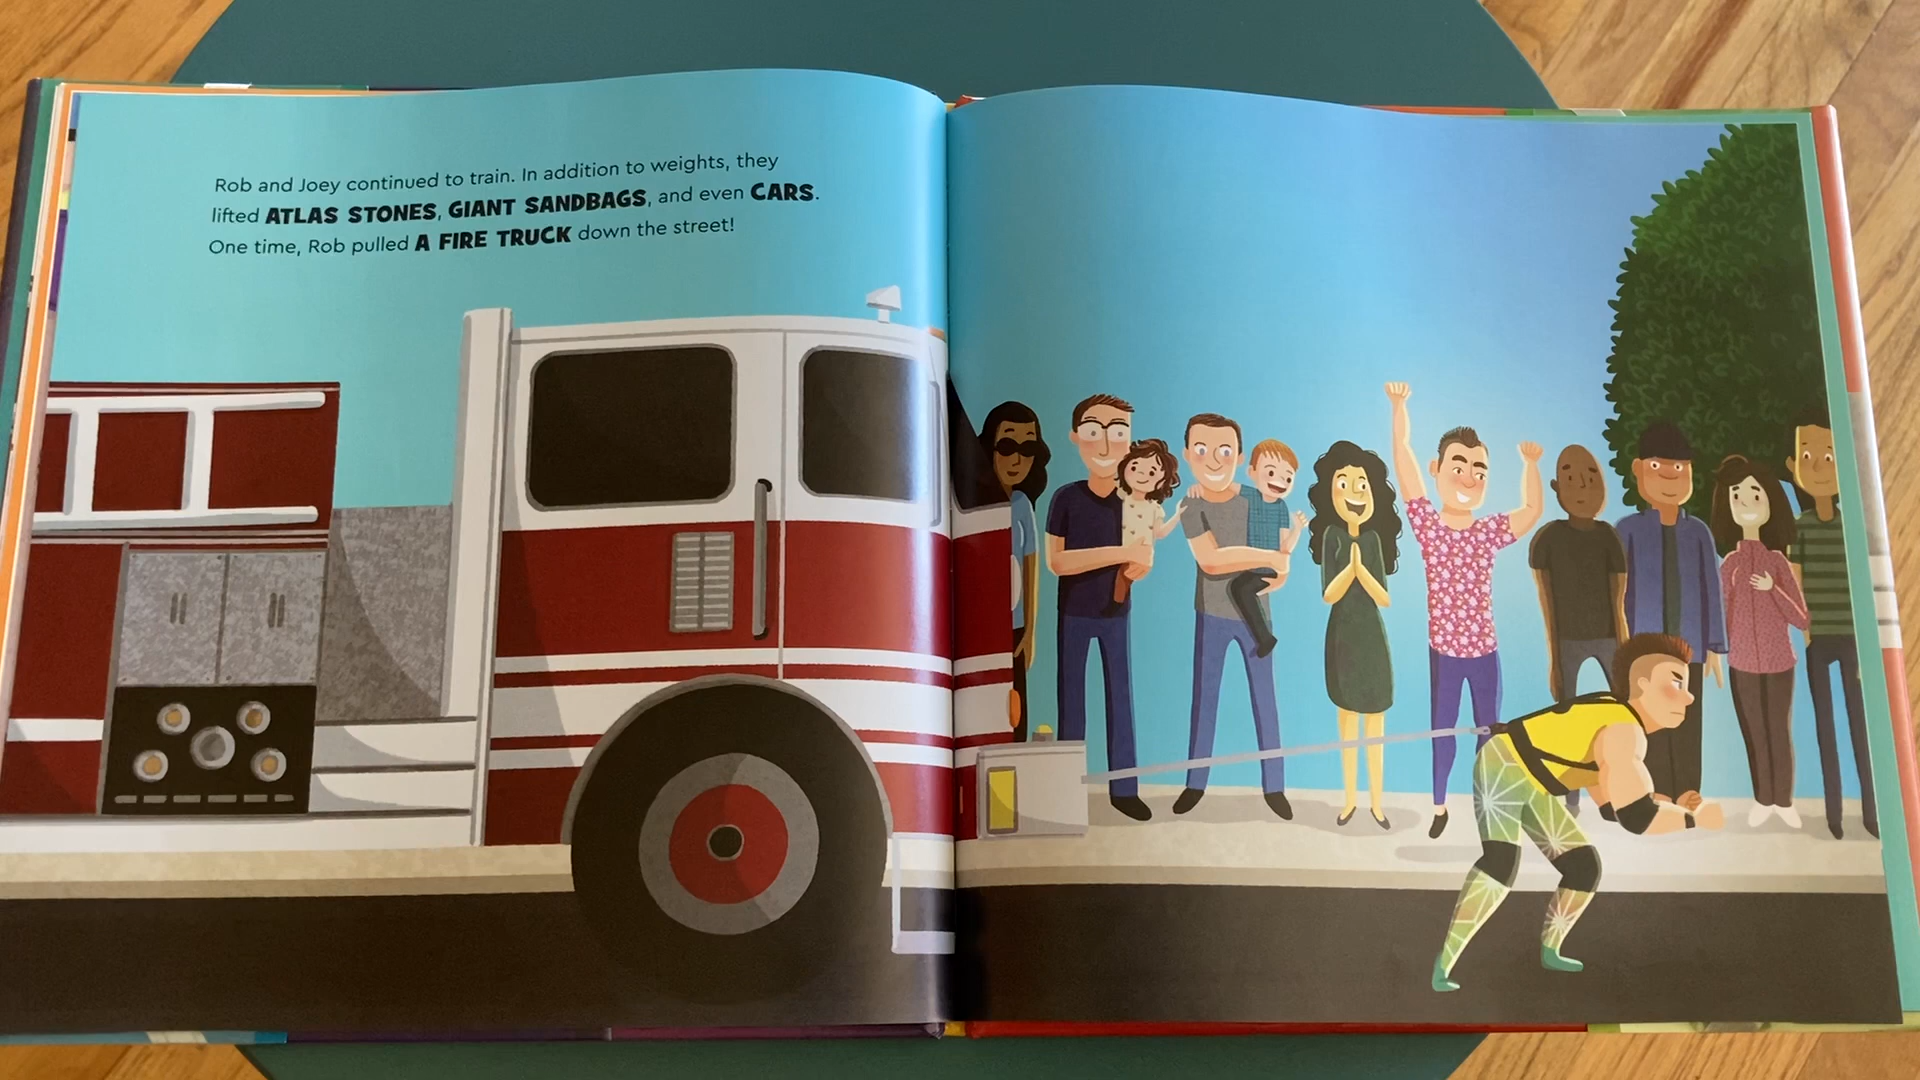 Rob and Joey continued to train. In addition to weights, they
lifted ATLAS STONES, GIANT SANDBAGS, and even CARS.
One time, Rob pulled A FIRE TRUCK down the street!